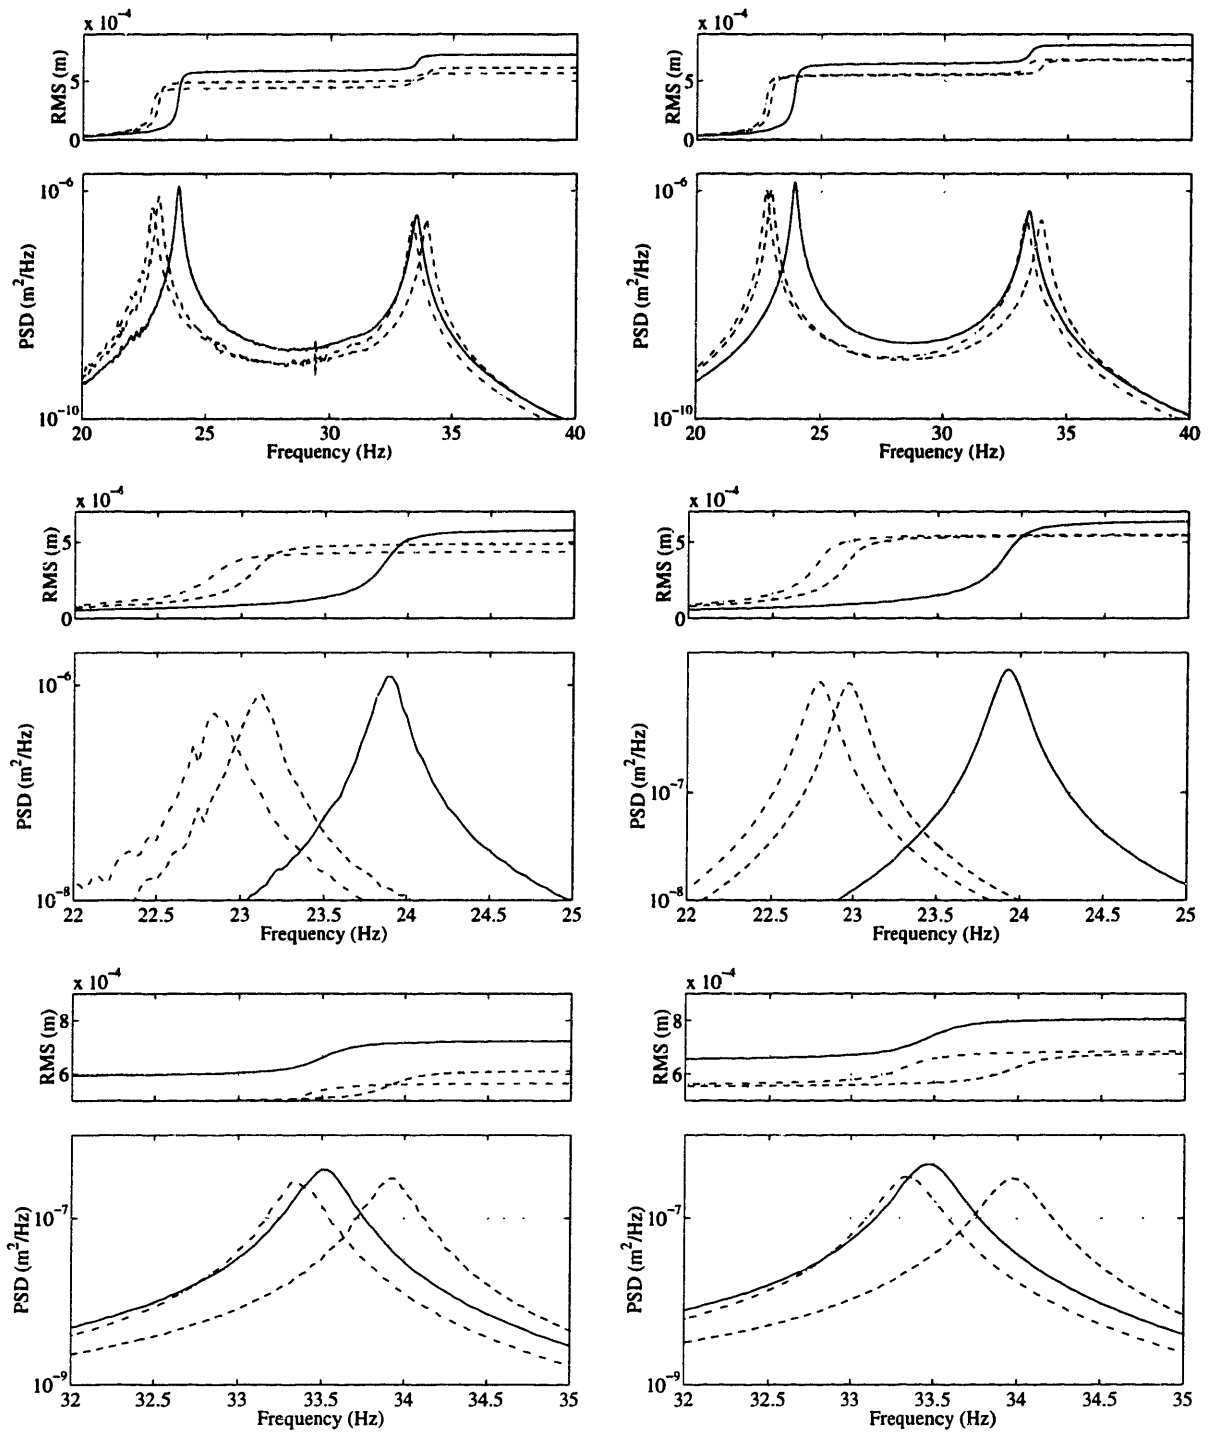 x 10⁻⁴
RMS (m)
5
0
10⁻⁶
PSD (m²/Hz)
10⁻¹⁰
20 25 30 35 40
Frequency (Hz)
x 10⁻⁴
RMS (m)
5
0
10⁻⁶
PSD (m²/Hz)
10⁻¹⁰
20 25 30 35 40
Frequency (Hz)
x 10⁻⁴
RMS (m)
5
0
10⁻⁶
PSD (m²/Hz)
10⁻⁸
22 22.5 23 23.5 24 24.5 25
Frequency (Hz)
x 10⁻⁴
RMS (m)
5
0
10⁻⁷
PSD (m²/Hz)
10⁻⁸
22 22.5 23 23.5 24 24.5 25
Frequency (Hz)
x 10⁻⁴
RMS (m)
8
6
10⁻⁷
PSD (m²/Hz)
10⁻⁹
32 32.5 33 33.5 34 34.5 35
Frequency (Hz)
x 10⁻⁴
RMS (m)
8
6
10⁻⁷
PSD (m²/Hz)
10⁻⁹
32 32.5 33 33.5 34 34.5 35
Frequency (Hz)